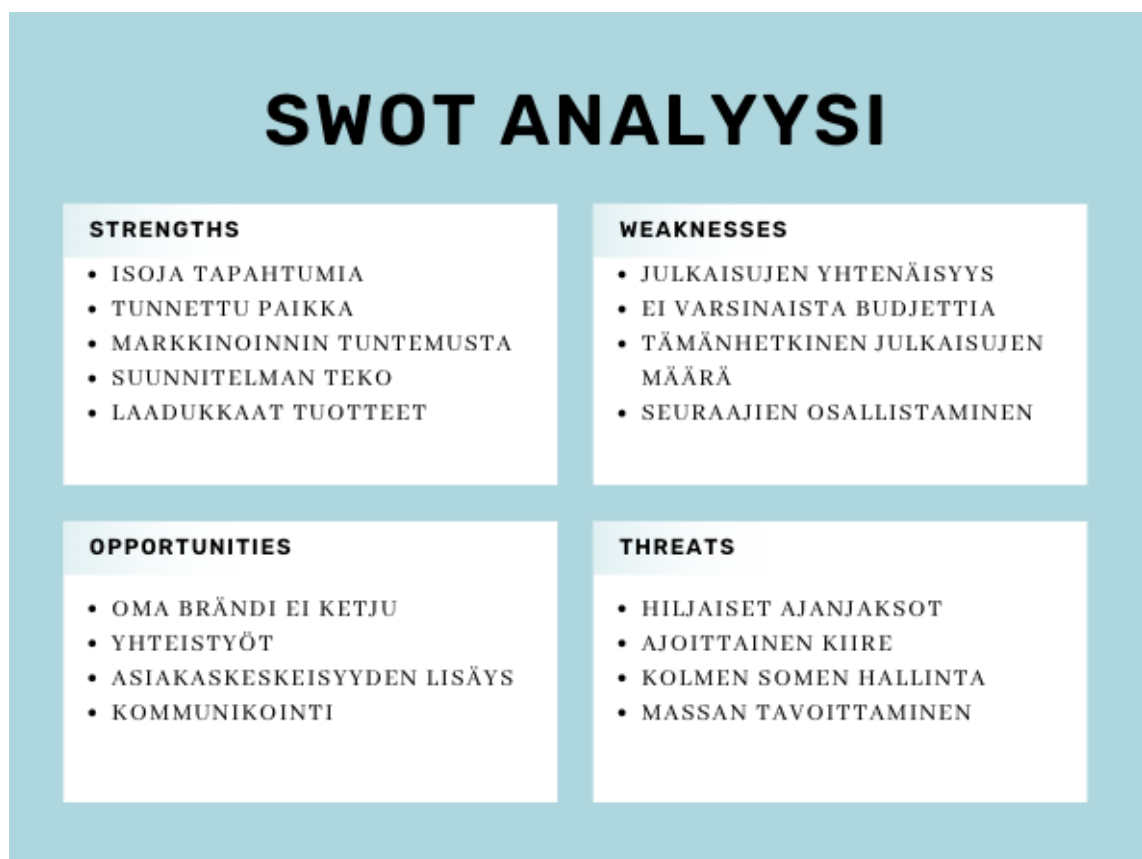 SWOT ANALYYSI
STRENGTHS
• ISOJA TAPAHTUMIA
• TUNNETTU PAIKKA
• MARKKINOINNIN TUNTEMUSTA
• SUUNNITELMAN TEKO
• LAADUKKAAT TUOTTEET
WEAKNESSES
• JULKAISUJEN YHTENÄISYYS
• EI VARSINAISTA BUDJETTIA
• TÄMÄNHETKINEN JULKAISUJEN
MÄÄRÄ
• SEURAAJIEN OSALLISTAMINEN
OPPORTUNITIES
• OMA BRÄNDI EI KETJU
• YHTEISTYÖT
• ASIAKASKESKEISYYDEN LISÄYS
• KOMMUNIKOINTI
THREATS
• HILJAISET AJANJAKSOT
• AJOITTAINEN KIIRE
• KOLMEN SOMEN HALLINTA
• MASSAN TAVOITTAMINEN